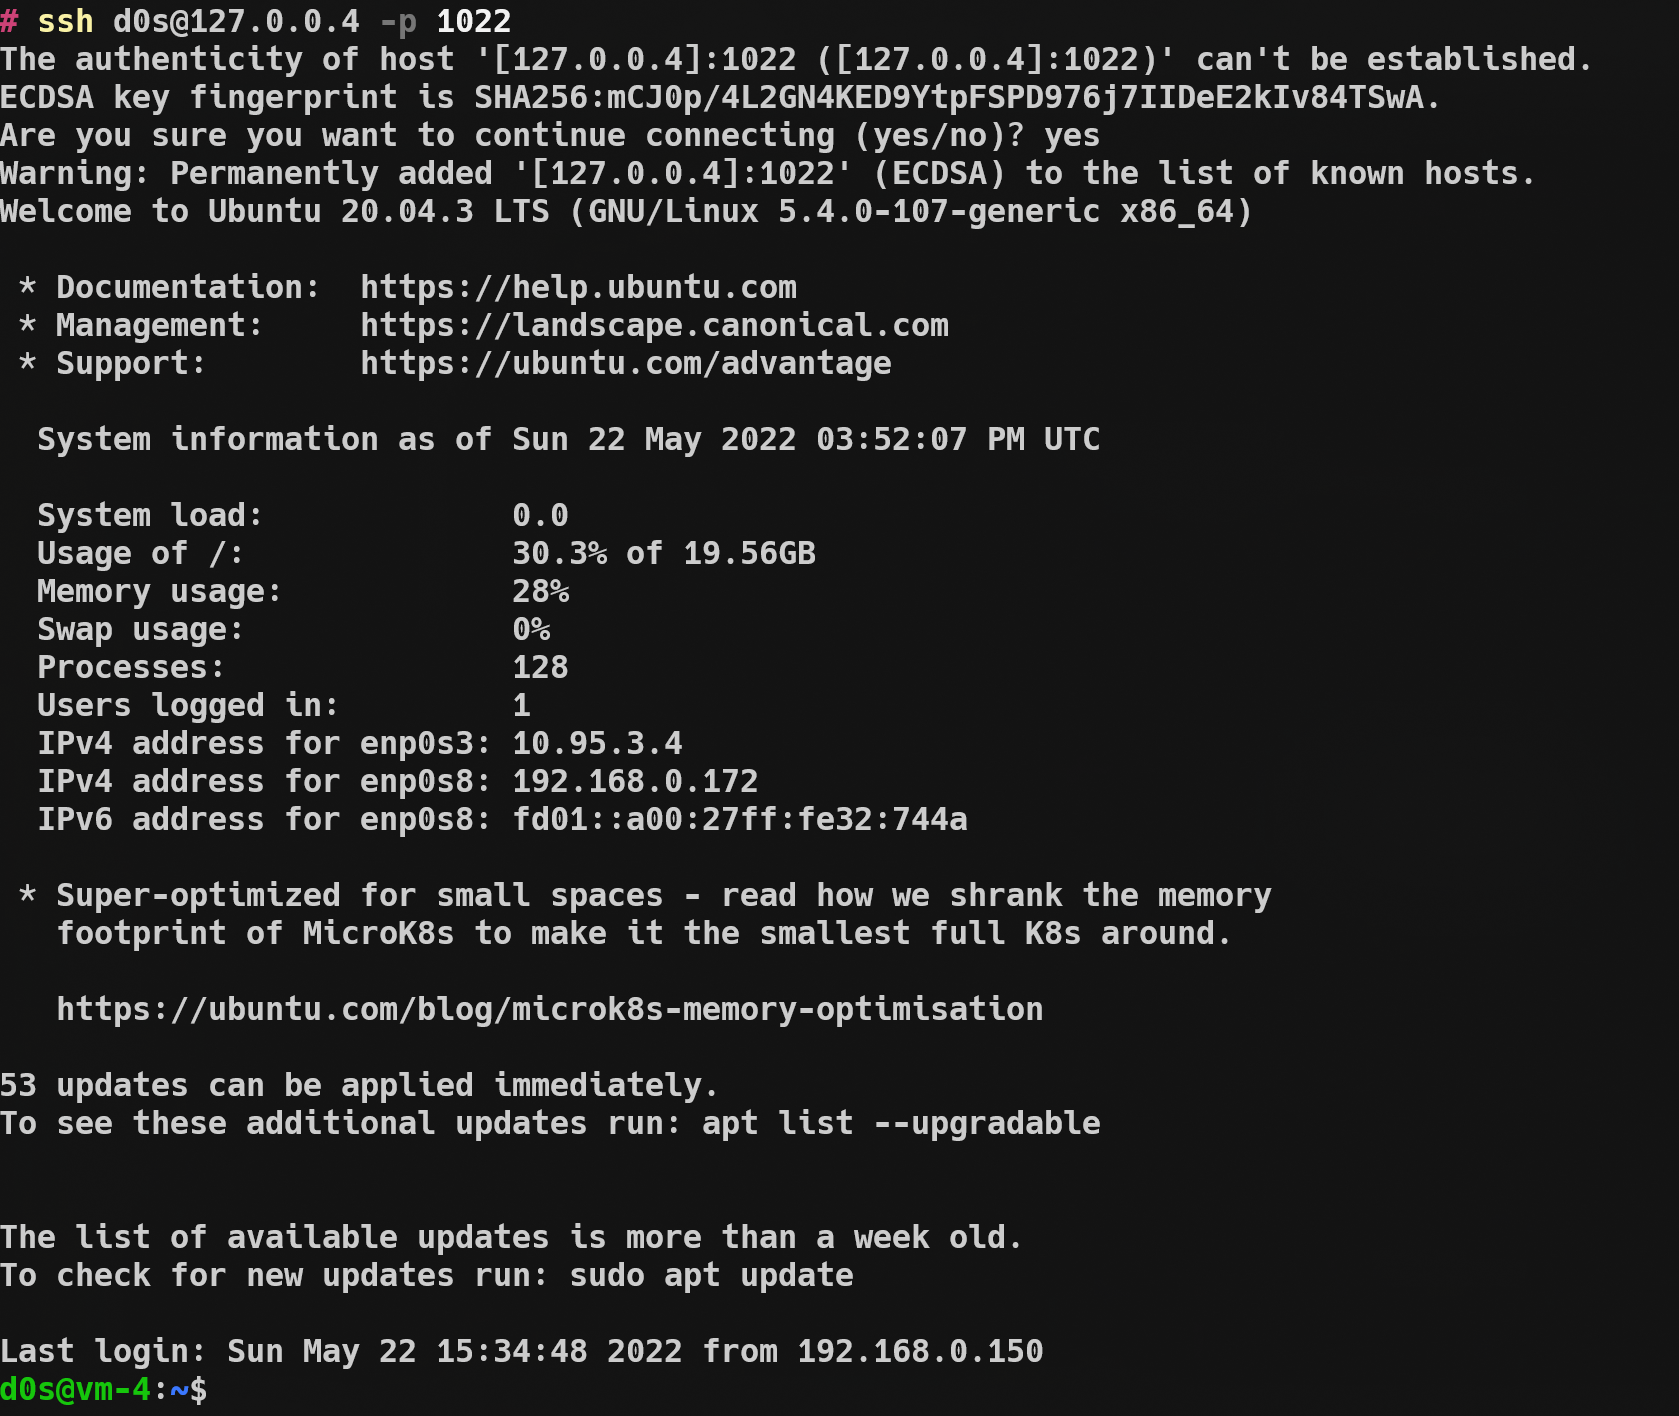 # ssh d0s@127.0.0.4 -p 1022
The authenticity of host '[127.0.0.4]:1022 ([127.0.0.4]:1022)' can't be established.
ECDSA key fingerprint is SHA256:mCJ0p/4L2GN4KED9YtpFSPD976j7IIDeE2kIv84TSwA.
Are you sure you want to continue connecting (yes/no)? yes
Warning: Permanently added '[127.0.0.4]:1022' (ECDSA) to the list of known hosts.
Welcome to Ubuntu 20.04.3 LTS (GNU/Linux 5.4.0-107-generic x86_64)

 * Documentation:  https://help.ubuntu.com
 * Management:     https://landscape.canonical.com
 * Support:        https://ubuntu.com/advantage

  System information as of Sun 22 May 2022 03:52:07 PM UTC

  System load:             0.0
  Usage of /:              30.3% of 19.56GB
  Memory usage:            28%
  Swap usage:              0%
  Processes:               128
  Users logged in:         1
  IPv4 address for enp0s3: 10.95.3.4
  IPv4 address for enp0s8: 192.168.0.172
  IPv6 address for enp0s8: fd01::a00:27ff:fe32:744a

 * Super-optimized for small spaces - read how we shrank the memory
   footprint of MicroK8s to make it the smallest full K8s around.

   https://ubuntu.com/blog/microk8s-memory-optimisation

53 updates can be applied immediately.
To see these additional updates run: apt list --upgradable


The list of available updates is more than a week old.
To check for new updates run: sudo apt update

Last login: Sun May 22 15:34:48 2022 from 192.168.0.150
d0s@vm-4:~$